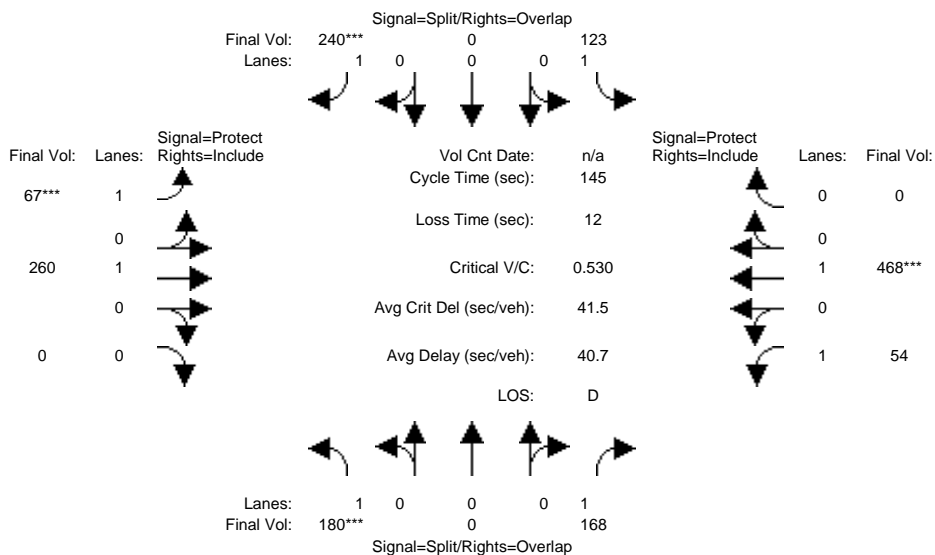 Signal=Split/Rights=Overlap
Final Vol: 240*** 0 123
Lanes: 1 0 0 0 1
Signal=Protect Signal=Protect
Final Vol: Lanes: Rights=Include Vol Cnt Date: n/a Rights=Include Lanes: Final Vol:
Cycle Time (sec): 145
67*** 1 0 0
Loss Time (sec): 12
0 0
260 1 Critical V/C: 0.530 1 468***
0 Avg Crit Del (sec/veh): 41.5 0
0 0 Avg Delay (sec/veh): 40.7 1 54
LOS: D
Lanes: 1 0 0 0 1
Final Vol: 180*** 0 168
Signal=Split/Rights=Overlap